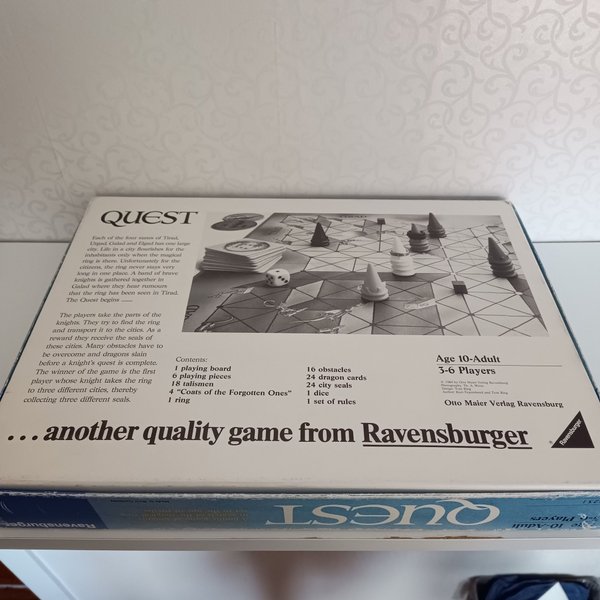 QUEST
Each of the four states of Tirad,
Urgad, Galad and Elgad has one large
city. Life in a city flourishes for the
inhabitants only when the magical
ring is there. Unfortunately for the
citizens, the ring never stays very
long in one place. A band of brave
knights is gathered together in
Galad where they hear rumours
that the ring has been seen in Tirad.
The Quest begins —
The players take the parts of the
knights. They try to find the ring
and transport it to the cities. As a
reward they receive the seals of
these cities. Many obstacles have to
be overcome and dragons slain
before a knight's quest is complete.
The winner of the game is the first
player whose knight takes the ring
to three different cities, thereby
collecting three different seals.
Contents:
1 playing board
6 playing pieces
18 talismen
4 "Coats of the Forgotten Ones"
1 ring
16 obstacles
24 dragon cards
24 city seals
1 dice
1 set of rules
Age 10-Adult
3-6 Players
Otto Maier Verlag Ravensburg
...another quality game from Ravensburger
Ravensburger
Ravensburger
QUEST
10-Adult
Players